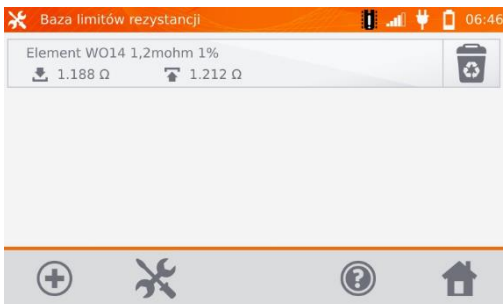 Baza limitów rezystancji 06:46
Element WO14 1,2mohm 1%
1.188 Ω 1.212 Ω